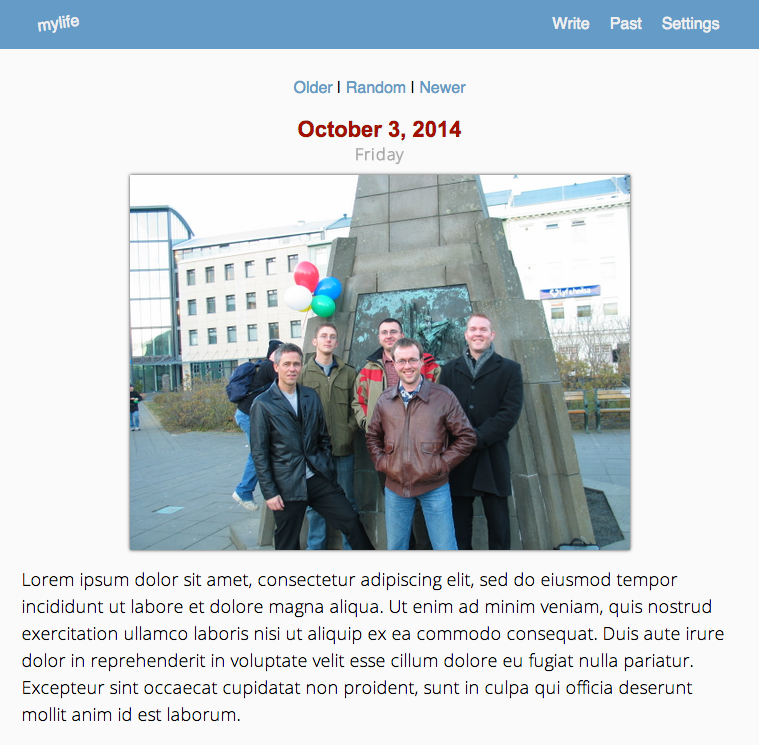 mylife
Write Past Settings
Older | Random | Newer
October 3, 2014
Friday
Lorem ipsum dolor sit amet, consectetur adipiscing elit, sed do eiusmod tempor
incididunt ut labore et dolore magna aliqua. Ut enim ad minim veniam, quis nostrud
exercitation ullamco laboris nisi ut aliquip ex ea commodo consequat. Duis aute irure
dolor in reprehenderit in voluptate velit esse cillum dolore eu fugiat nulla pariatur.
Excepteur sint occaecat cupidatat non proident, sunt in culpa qui officia deserunt
mollit anim id est laborum.